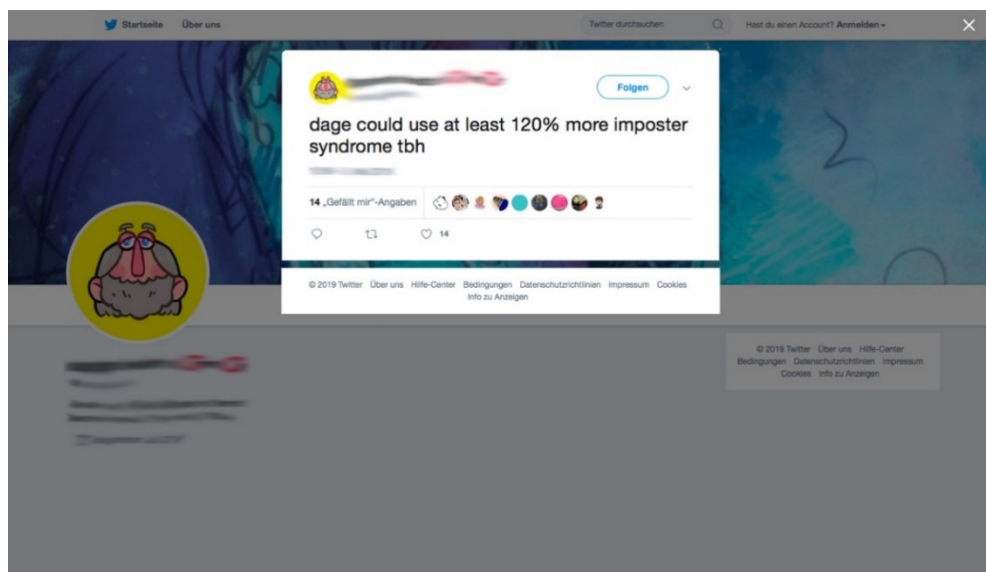 Startseite Über uns
Twitter durchsuchen
Hast du einen Account? Anmelden
Folgen
dage could use at least 120% more imposter
syndrome tbh
14 „Gefällt mir“-Angaben
14
© 2019 Twitter Über uns Hilfe-Center Bedingungen Datenschutzrichtlinien Impressum Cookies
Info zu Anzeigen
© 2019 Twitter Über uns Hilfe-Center
Bedingungen Datenschutzrichtlinien Impressum
Cookies Info zu Anzeigen